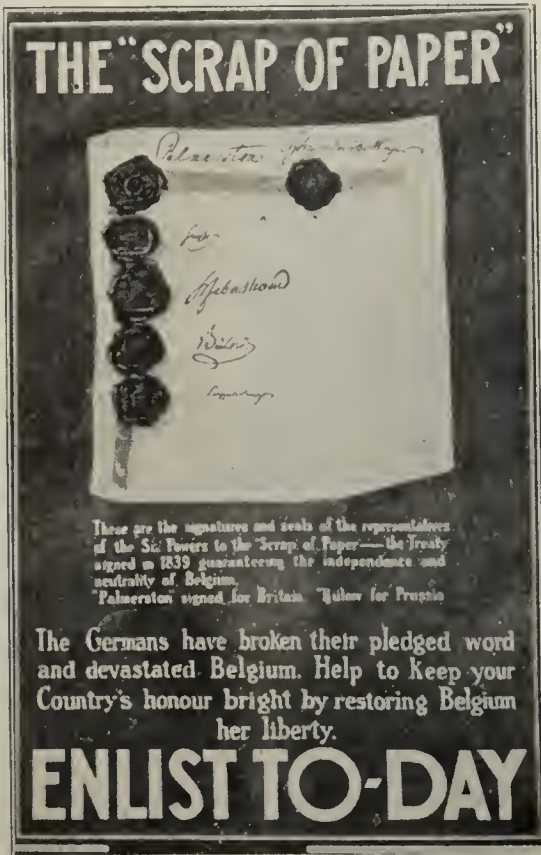 THE "SCRAP OF PAPER"
Palmerston
Bülow
These are the signatures and seals of the representatives
of the Six Powers to the "Scrap of Paper"—the Treaty
signed in 1839 guaranteeing the independence and
neutrality of Belgium.
"Palmerston" signed for Britain "Bülow for Prussia
The Germans have broken their pledged word
and devastated Belgium. Help to keep your
Country's honour bright by restoring Belgium
her liberty.
ENLIST TO-DAY